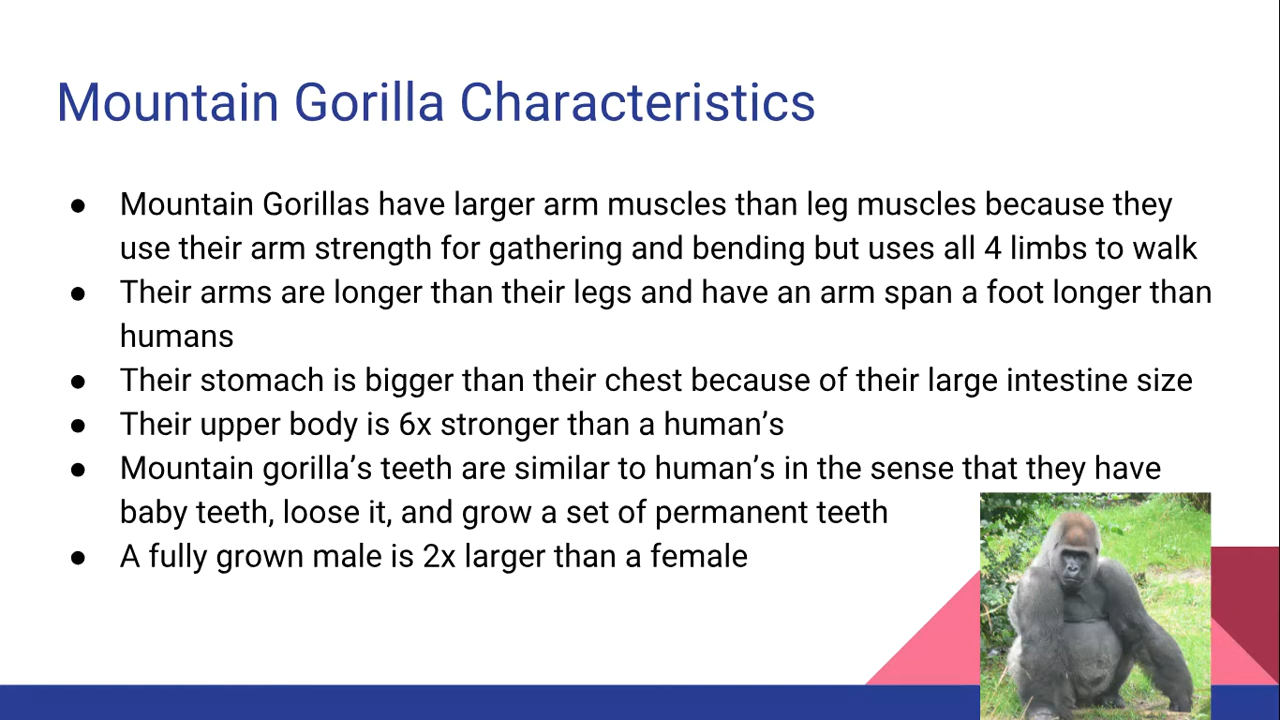 Mountain Gorilla Characteristics
● Mountain Gorillas have larger arm muscles than leg muscles because they
use their arm strength for gathering and bending but uses all 4 limbs to walk
● Their arms are longer than their legs and have an arm span a foot longer than
humans
● Their stomach is bigger than their chest because of their large intestine size
● Their upper body is 6x stronger than a human’s
● Mountain gorilla’s teeth are similar to human’s in the sense that they have
baby teeth, loose it, and grow a set of permanent teeth
● A fully grown male is 2x larger than a female